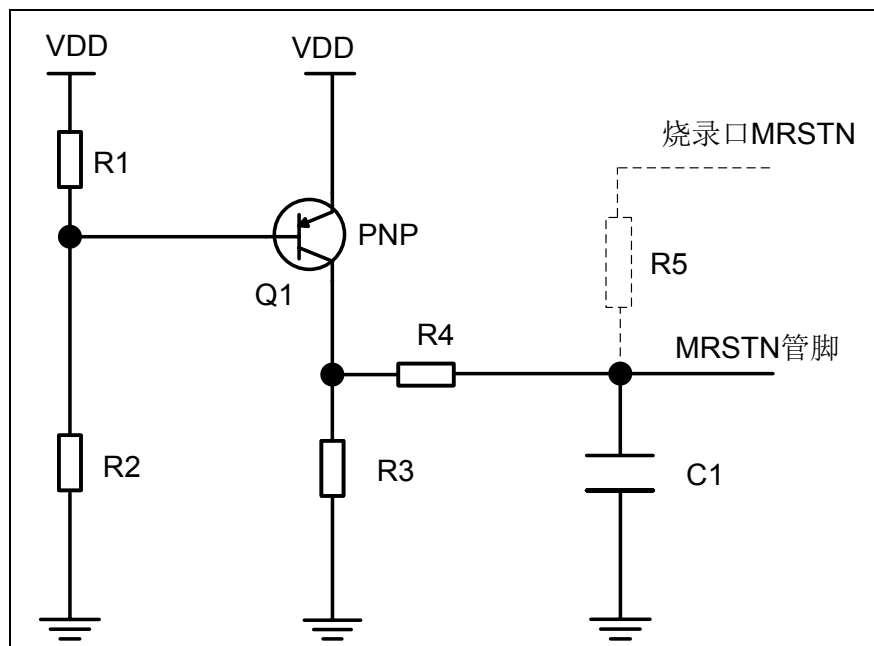 VDD
VDD
烧录口MRSTN
R1
PNP
R5
Q1
R4
MRSTN管脚
R2
R3
C1